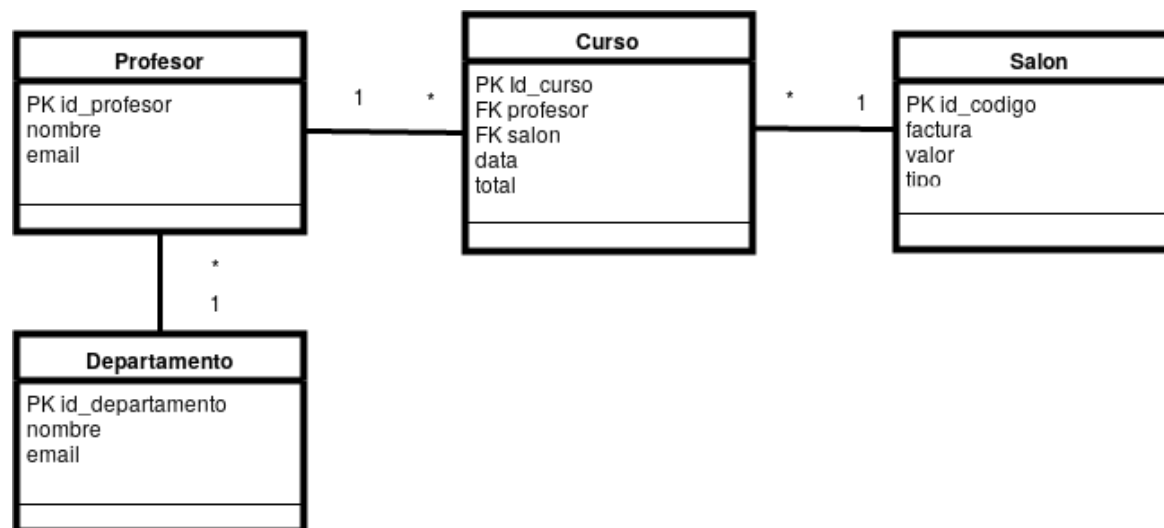 Profesor
PK id_profesor
nombre
email
1
*
Curso
PK Id_curso
FK profesor
FK salon
data
total
*
1
Salon
PK id_codigo
factura
valor
tipo
*
1
Departamento
PK id_departamento
nombre
email